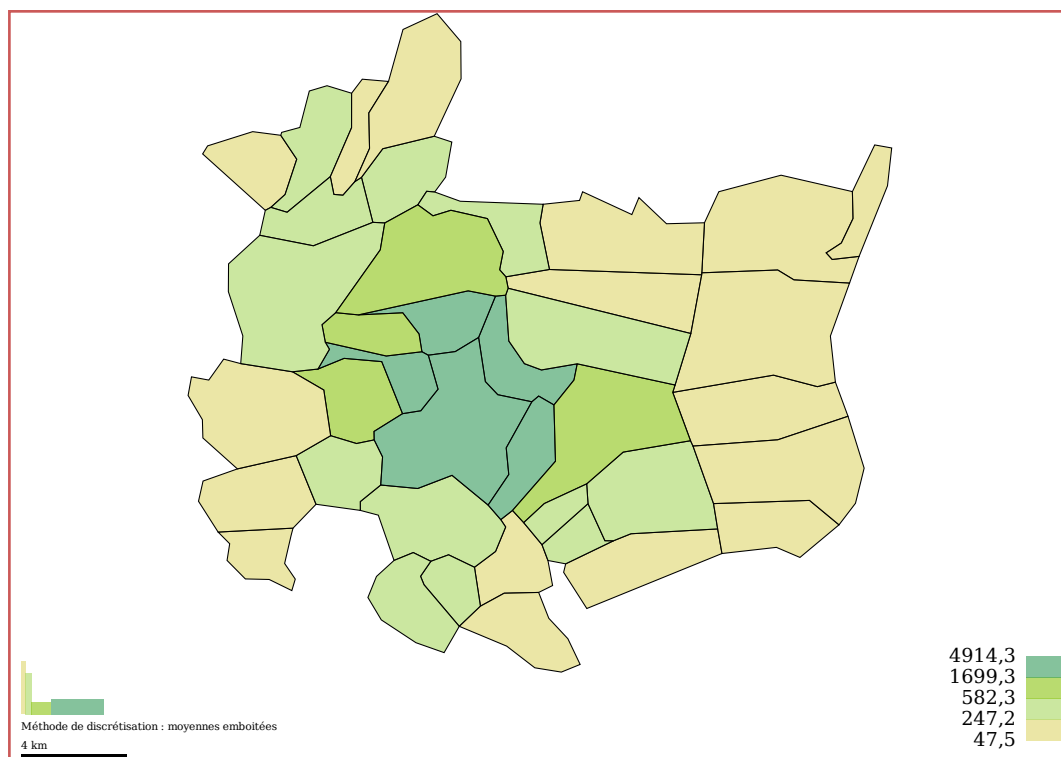 4914,3
1699,3
582,3
247,2
47,5
Méthode de discrétisation : moyennes emboitées
4 km